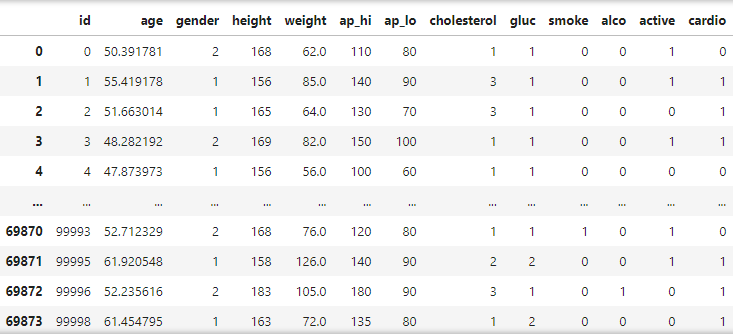 id age gender height weight ap_hi ap_lo cholesterol gluc smoke alco active cardio
0 0 50.391781 2 168 62.0 110 80 1 1 0 0 1 0
1 1 55.419178 1 156 85.0 140 90 3 1 0 0 1 1
2 2 51.663014 1 165 64.0 130 70 3 1 0 0 0 1
3 3 48.282192 2 169 82.0 150 100 1 1 0 0 1 1
4 4 47.873973 1 156 56.0 100 60 1 1 0 0 0 0
... ... ... ... ... ... ... ... ... ... ... ... ... ...
69870 99993 52.712329 2 168 76.0 120 80 1 1 1 0 1 0
69871 99995 61.920548 1 158 126.0 140 90 2 2 0 0 1 1
69872 99996 52.235616 2 183 105.0 180 90 3 1 0 1 0 1
69873 99998 61.454795 1 163 72.0 135 80 1 2 0 0 0 1